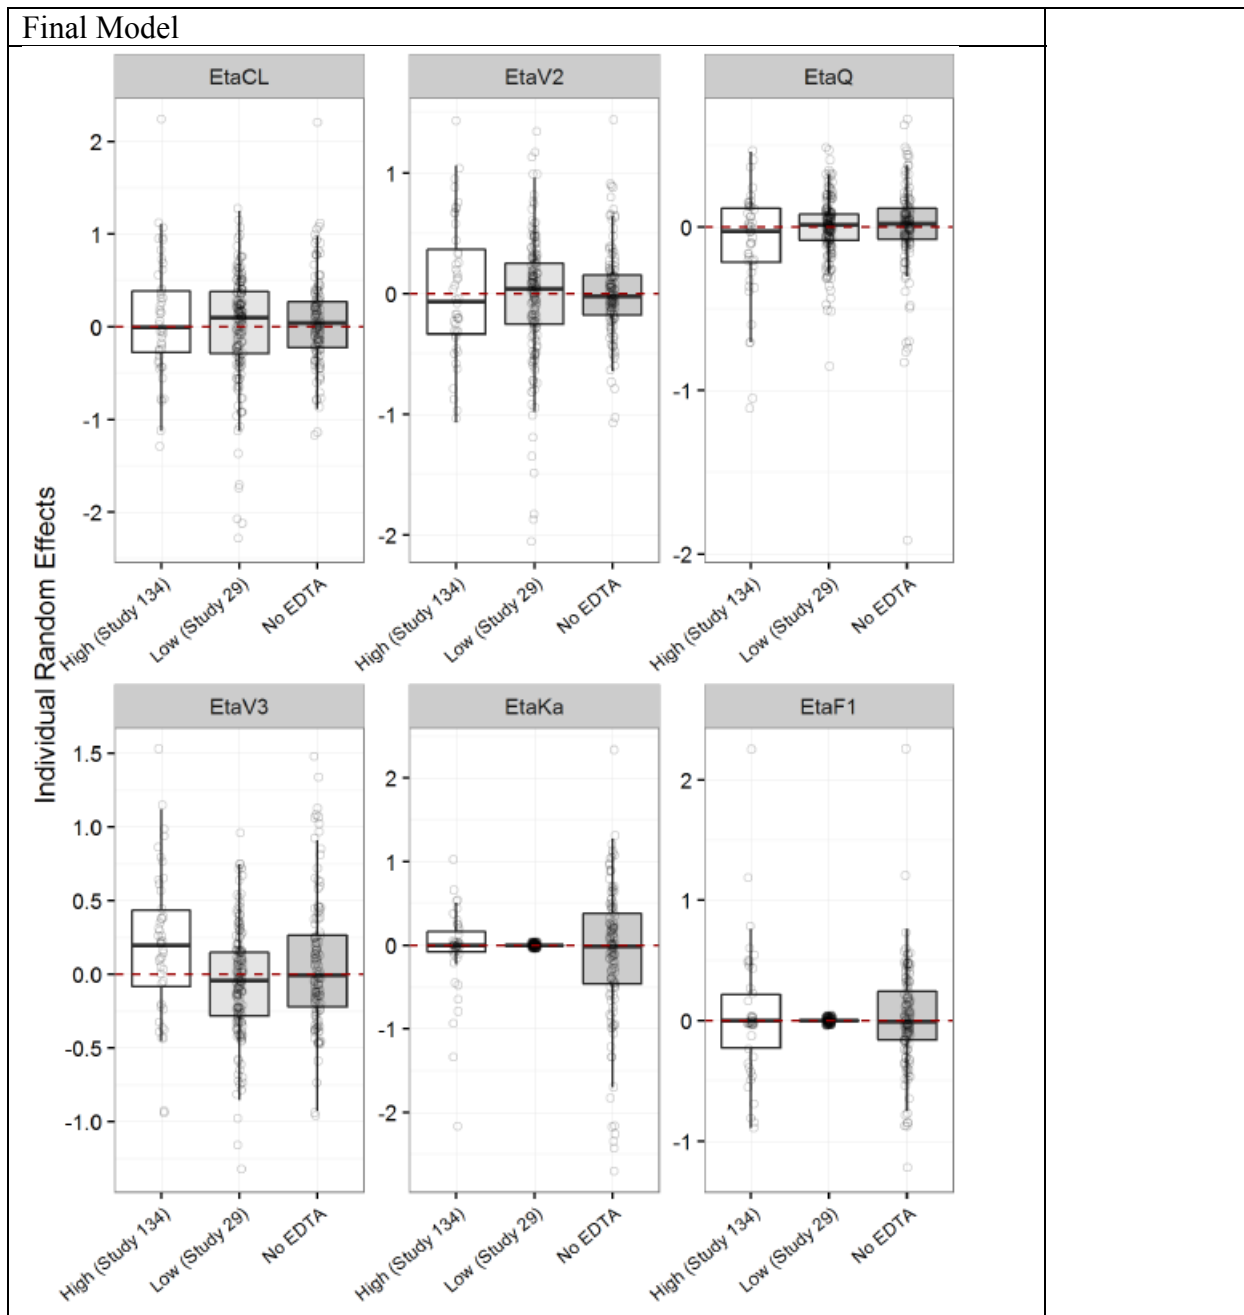 Final Model
Individual Random Effects
EtaCL
EtaV2
EtaQ
2
1
0
-1
-2
1
0
-1
-2
0
-1
-2
High (Study 134)
Low (Study 29)
No EDTA
High (Study 134)
Low (Study 29)
No EDTA
High (Study 134)
Low (Study 29)
No EDTA
EtaV3
EtaKa
EtaF1
1.5
1.0
0.5
0.0
-0.5
-1.0
2
1
0
-1
-2
2
1
0
-1
High (Study 134)
Low (Study 29)
No EDTA
High (Study 134)
Low (Study 29)
No EDTA
High (Study 134)
Low (Study 29)
No EDTA